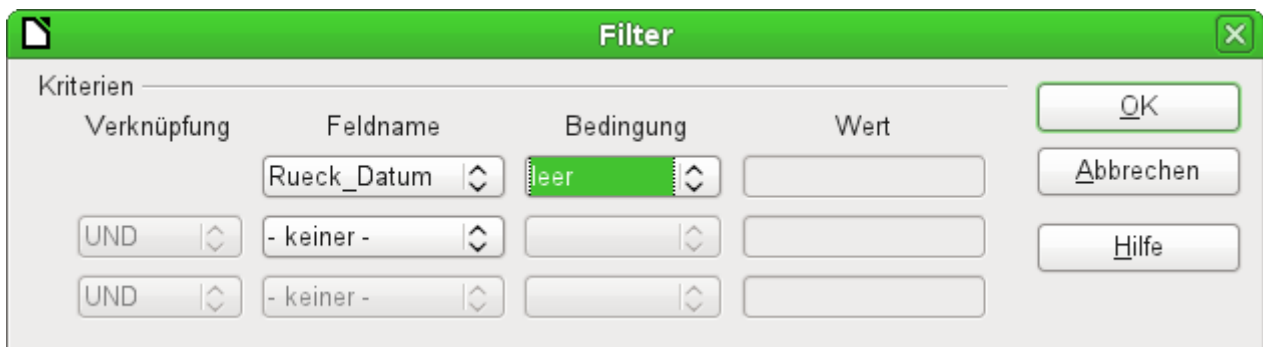 Filter
Kriterien
Verknüpfung Feldname Bedingung Wert
Rueck_Datum leer
UND - keiner -
UND - keiner -
OK
Abbrechen
Hilfe